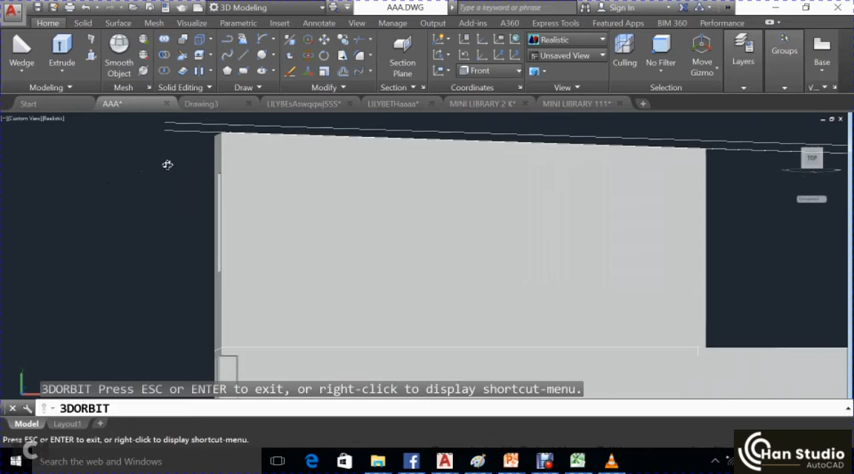 3D Modeling
AAA.DWG
Type a keyword or phrase
Sign In
Home Solid Surface Mesh Visualize Parametric Insert Annotate View Manage Output Add-ins A360 Express Tools Featured Apps BIM 360 Performance
Wedge Extrude Smooth Object Section Plane Realistic Unsaved View Front Culling No Filter Move Gizmo Layers Groups Base
Modeling Mesh Solid Editing Draw Modify Section Coordinates View Selection
Start AAA* Drawing3 MINI LIBRARY 2 K* MINI LIBRARY 111*
[−][Custom View][Realistic]
TOP
Unnamed
3DORBIT Press ESC or ENTER to exit, or right-click to display shortcut-menu.
3DORBIT
Model Layout1 +
Press ESC or ENTER to exit, or right-click to display shortcut-menu.
Search the web and Windows
Han Studio
AutoCAD